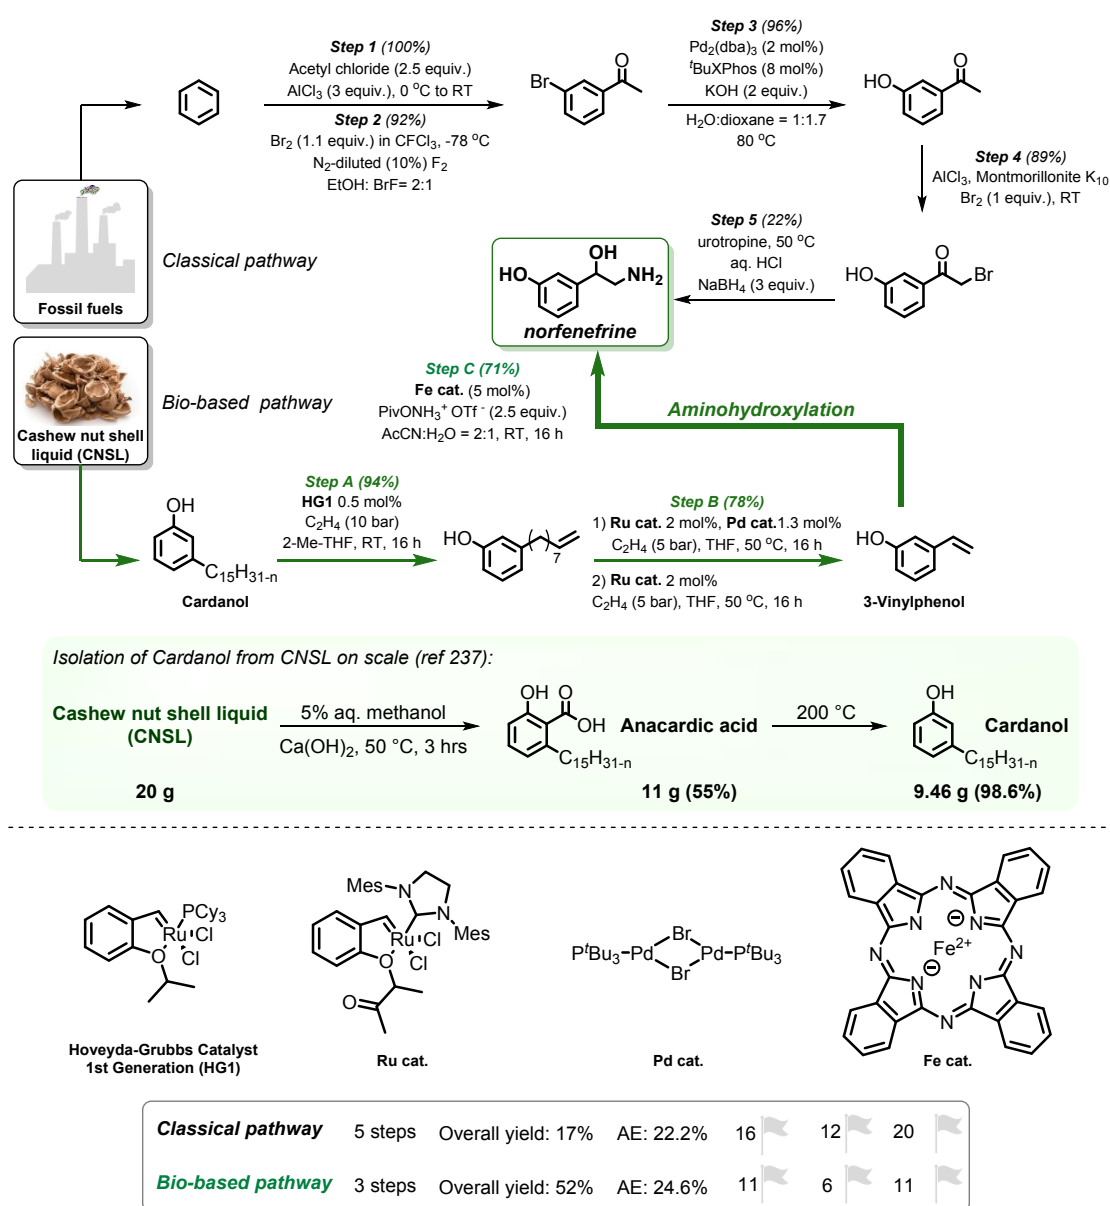 Step 1 (100%)
Acetyl chloride (2.5 equiv.)
AlCl3 (3 equiv.), 0 °C to RT
Step 2 (92%)
Br2 (1.1 equiv.) in CFCl3, -78 °C
N2-diluted (10%) F2
EtOH: BrF= 2:1
Br
O
Step 3 (96%)
Pd2(dba)3 (2 mol%)
tBuXPhos (8 mol%)
KOH (2 equiv.)
H2O:dioxane = 1:1.7
80 °C
HO
O
Step 4 (89%)
AlCl3, Montmorillonite K10
Br2 (1 equiv.), RT
HO
O
Br
Step 5 (22%)
urotropine, 50 °C
aq. HCl
NaBH4 (3 equiv.)
OH
HO
NH2
norfenefrine
Fossil fuels
Classical pathway
Cashew nut shell
liquid (CNSL)
Bio-based pathway
Step C (71%)
Fe cat. (5 mol%)
PivONH3+ OTf - (2.5 equiv.)
AcCN:H2O = 2:1, RT, 16 h
Aminohydroxylation
OH
C15H31-n
Cardanol
Step A (94%)
HG1 0.5 mol%
C2H4 (10 bar)
2-Me-THF, RT, 16 h
HO
7
Step B (78%)
1) Ru cat. 2 mol%, Pd cat.1.3 mol%
C2H4 (5 bar), THF, 50 °C, 16 h
2) Ru cat. 2 mol%
C2H4 (5 bar), THF, 50 °C, 16 h
HO
3-Vinylphenol
Isolation of Cardanol from CNSL on scale (ref 237):
Cashew nut shell liquid
(CNSL)
20 g
5% aq. methanol
Ca(OH)2, 50 °C, 3 hrs
OH
O
OH
C15H31-n
Anacardic acid
11 g (55%)
200 °C
OH
C15H31-n
Cardanol
9.46 g (98.6%)
PCy3
Ru
Cl
Cl
O
Hoveyda-Grubbs Catalyst
1st Generation (HG1)
Mes
N
N
Mes
Ru
Cl
Cl
O
O
Ru cat.
PtBu3
Pd
Br
Br
Pd
PtBu3
Pd cat.
N
N
N
N
Fe2+
N
N
N
N
Fe cat.
Classical pathway 5 steps Overall yield: 17% AE: 22.2% 16 12 20
Bio-based pathway 3 steps Overall yield: 52% AE: 24.6% 11 6 11